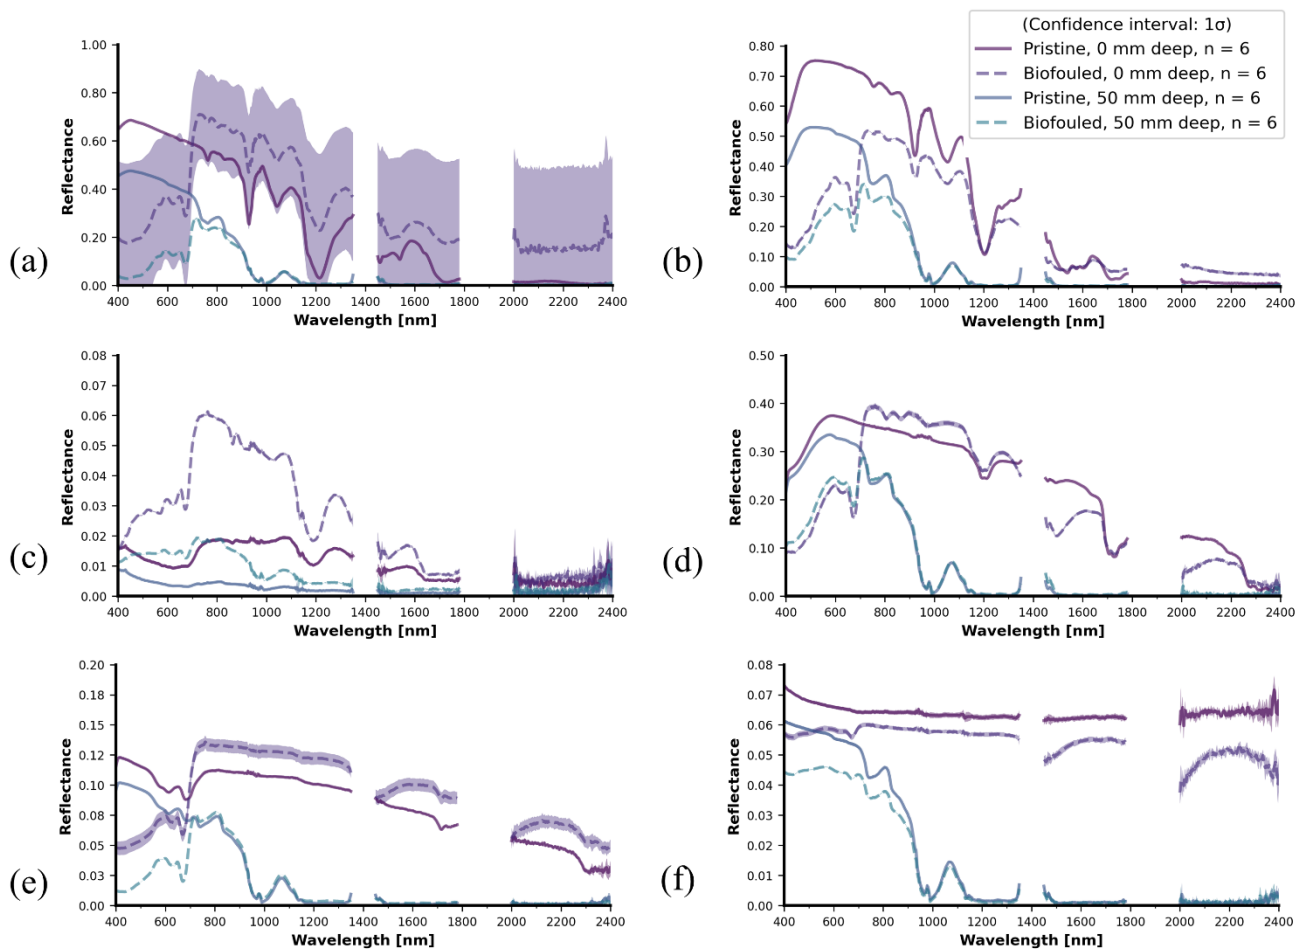 (Confidence interval: 1σ)
Pristine, 0 mm deep, n = 6
Biofouled, 0 mm deep, n = 6
Pristine, 50 mm deep, n = 6
Biofouled, 50 mm deep, n = 6
(a)
Reflectance
1.00
0.80
0.60
0.40
0.20
0.00
400 600 800 1000 1200 1400 1600 1800 2000 2200 2400
Wavelength [nm]
(b)
Reflectance
0.80
0.70
0.60
0.50
0.40
0.30
0.20
0.10
0.00
400 600 800 1000 1200 1400 1600 1800 2000 2200 2400
Wavelength [nm]
(c)
Reflectance
0.08
0.07
0.06
0.05
0.04
0.03
0.02
0.01
0.00
400 600 800 1000 1200 1400 1600 1800 2000 2200 2400
Wavelength [nm]
(d)
Reflectance
0.50
0.40
0.30
0.20
0.10
0.00
400 600 800 1000 1200 1400 1600 1800 2000 2200 2400
Wavelength [nm]
(e)
Reflectance
0.20
0.18
0.15
0.12
0.10
0.08
0.05
0.03
0.00
400 600 800 1000 1200 1400 1600 1800 2000 2200 2400
Wavelength [nm]
(f)
Reflectance
0.08
0.07
0.06
0.05
0.04
0.03
0.02
0.01
0.00
400 600 800 1000 1200 1400 1600 1800 2000 2200 2400
Wavelength [nm]